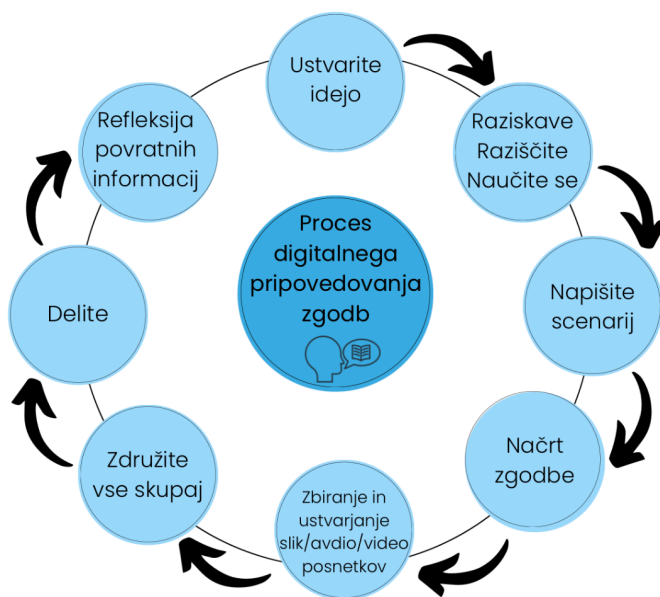 Ustvarite
idejo
Raziskave
Raziščite
Naučite se
Napišite
scenarij
Načrt
zgodbe
Zbiranje in
ustvarjanje
slik/avdio/video
posnetkov
Združite
vse skupaj
Delite
Refleksija
povratnih
informacij
Proces
digitalnega
pripovedovanja
zgodb